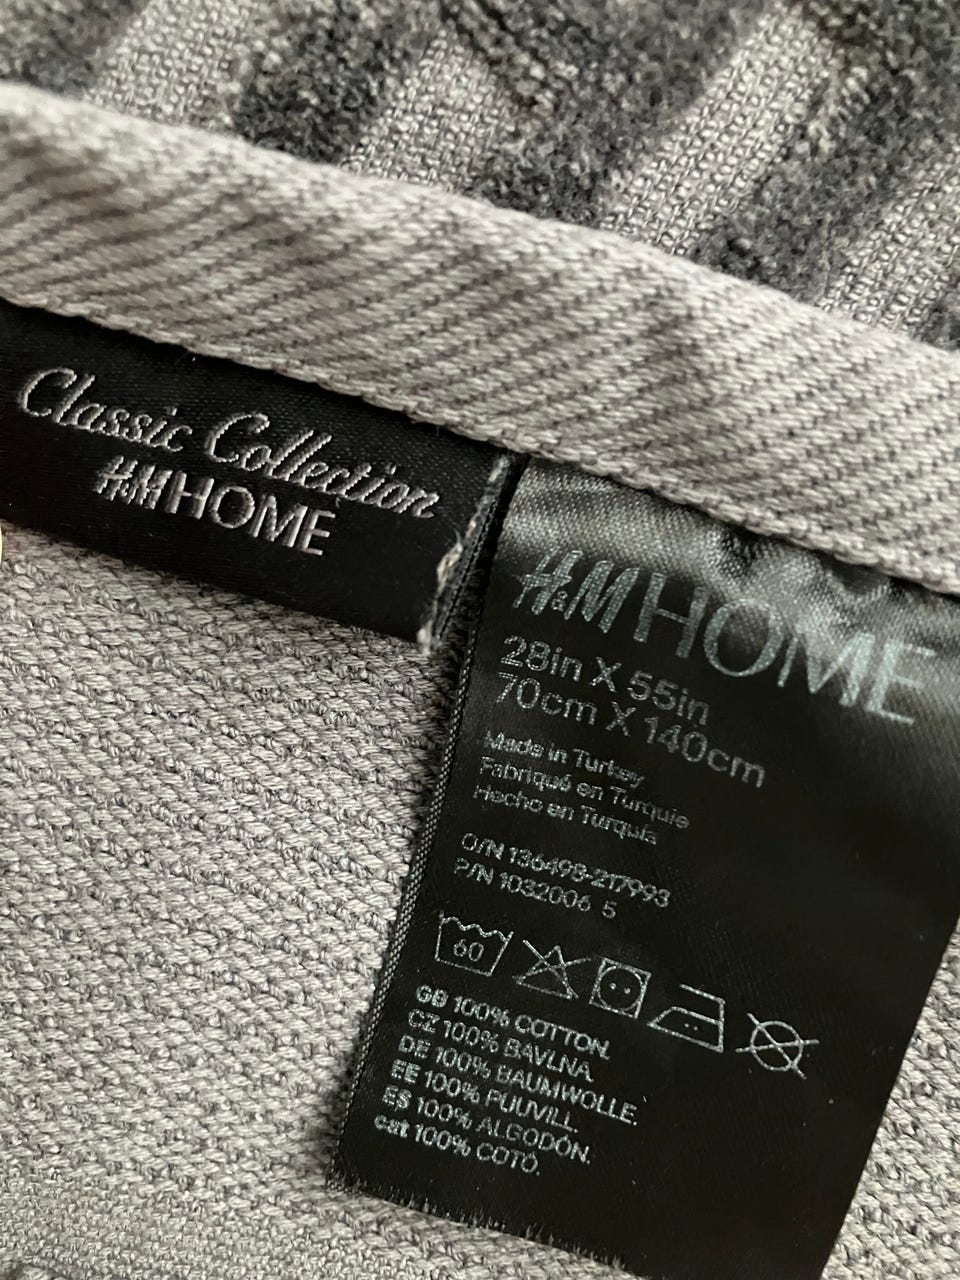 Classic Collection
H&M HOME
H&M HOME
28in X 55in
70cm X 140cm
Made in Turkey
Fabriqué en Turquie
Hecho en Turquía
O/N 136498-217993
P/N 1032006 5
60
GB 100% COTTON.
CZ 100% BAVLNA.
DE 100% BAUMWOLLE.
EE 100% PUUVILL.
ES 100% ALGODÓN.
cat 100% COTÓ.